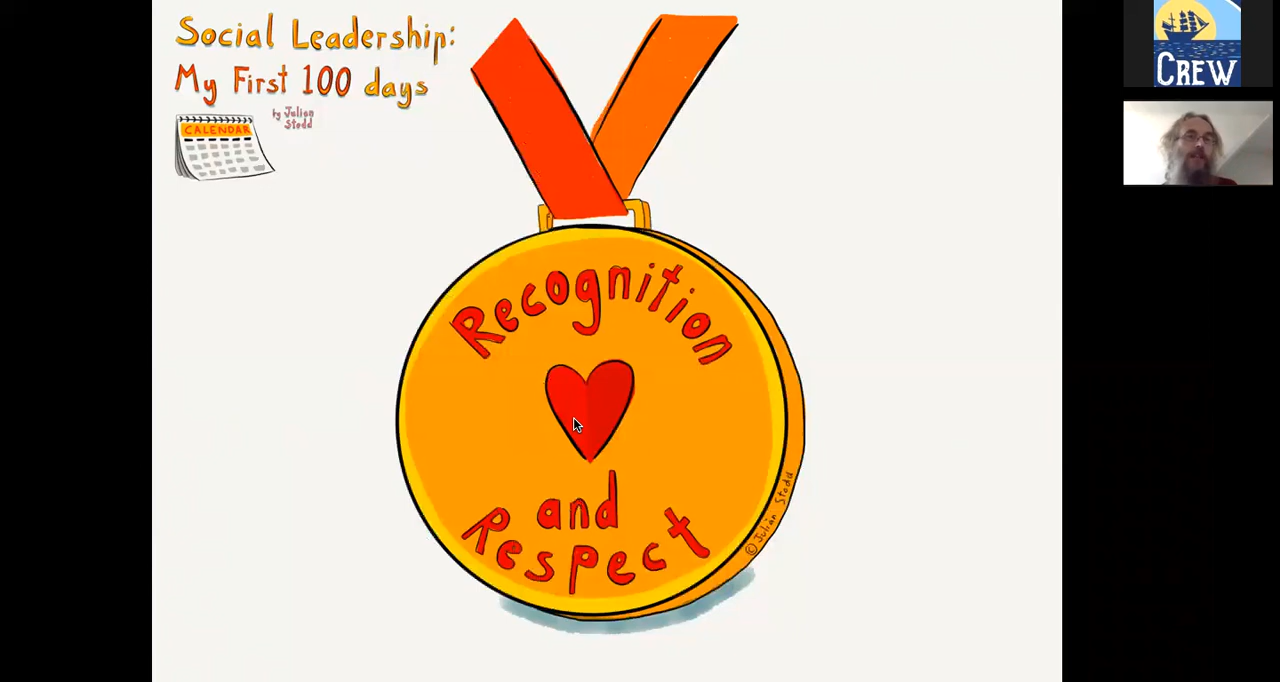 Social Leadership:
My First 100 days
by Julian
Stodd
CALENDAR
Recognition
and
Respect
© Julian Stodd
CREW